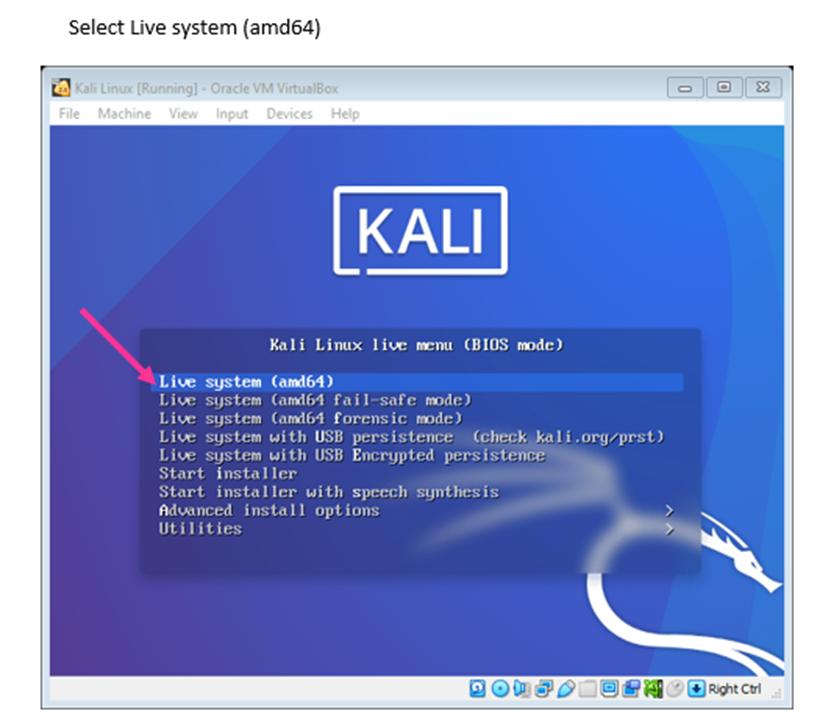 Select Live system (amd64)
Kali Linux [Running] - Oracle VM VirtualBox
File Machine View Input Devices Help
KALI
Kali Linux live menu (BIOS mode)
Live system (amd64)
Live system (amd64 fail-safe mode)
Live system (amd64 forensic mode)
Live system with USB persistence (check kali.org/prst)
Live system with USB Encrypted persistence
Start installer
Start installer with speech synthesis
Advanced install options >
Utilities >
Right Ctrl